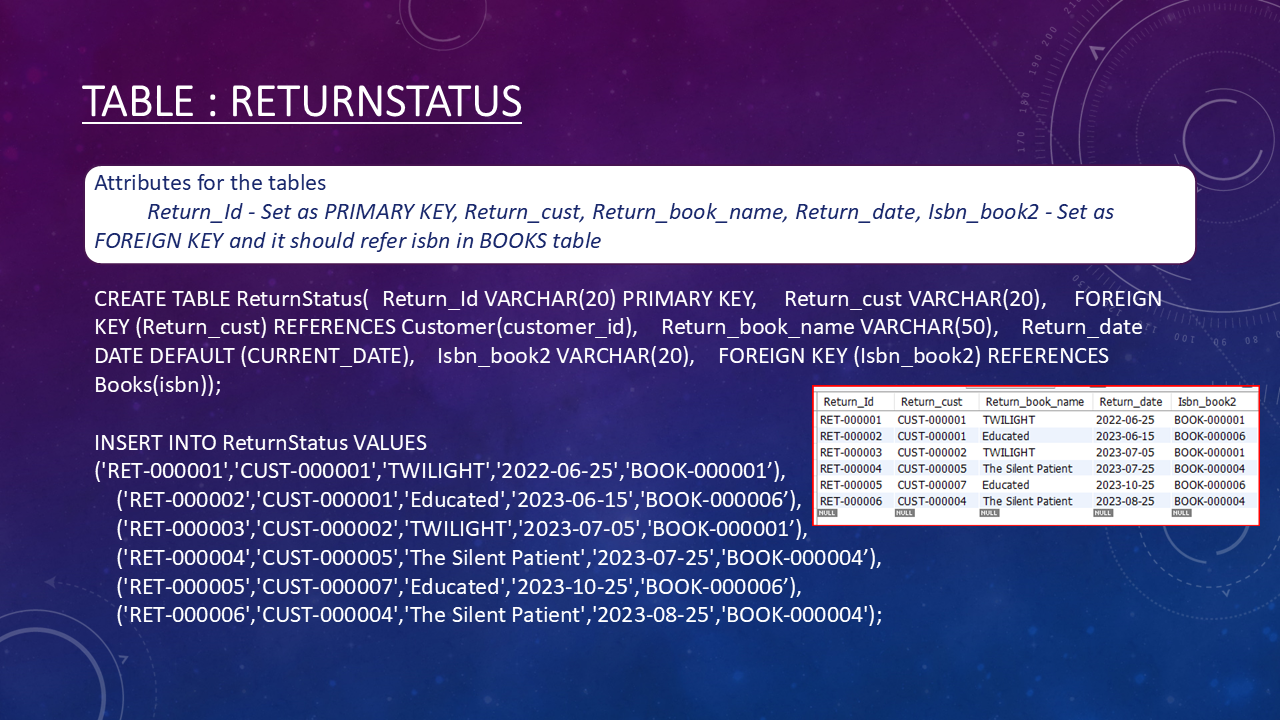 TABLE : RETURNSTATUS
Attributes for the tables
Return_Id - Set as PRIMARY KEY, Return_cust, Return_book_name, Return_date, Isbn_book2 - Set as
FOREIGN KEY and it should refer isbn in BOOKS table
CREATE TABLE ReturnStatus( Return_Id VARCHAR(20) PRIMARY KEY, Return_cust VARCHAR(20), FOREIGN
KEY (Return_cust) REFERENCES Customer(customer_id), Return_book_name VARCHAR(50), Return_date
DATE DEFAULT (CURRENT_DATE), Isbn_book2 VARCHAR(20), FOREIGN KEY (Isbn_book2) REFERENCES
Books(isbn));
INSERT INTO ReturnStatus VALUES
('RET-000001','CUST-000001','TWILIGHT','2022-06-25','BOOK-000001’),
('RET-000002','CUST-000001','Educated','2023-06-15','BOOK-000006’),
('RET-000003','CUST-000002','TWILIGHT','2023-07-05','BOOK-000001’),
('RET-000004','CUST-000005','The Silent Patient','2023-07-25','BOOK-000004’),
('RET-000005','CUST-000007','Educated','2023-10-25','BOOK-000006’),
('RET-000006','CUST-000004','The Silent Patient','2023-08-25','BOOK-000004');
Return_Id Return_cust Return_book_name Return_date Isbn_book2
RET-000001 CUST-000001 TWILIGHT 2022-06-25 BOOK-000001
RET-000002 CUST-000001 Educated 2023-06-15 BOOK-000006
RET-000003 CUST-000002 TWILIGHT 2023-07-05 BOOK-000001
RET-000004 CUST-000005 The Silent Patient 2023-07-25 BOOK-000004
RET-000005 CUST-000007 Educated 2023-10-25 BOOK-000006
RET-000006 CUST-000004 The Silent Patient 2023-08-25 BOOK-000004
NULL NULL NULL NULL NULL
210
200
190
180
170
160
100 90 80